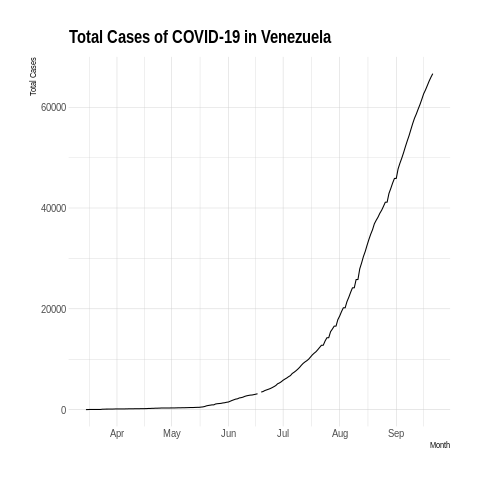 Total Cases of COVID-19 in Venezuela
Total Cases
60000
40000
20000
0
Apr May Jun Jul Aug Sep
Month